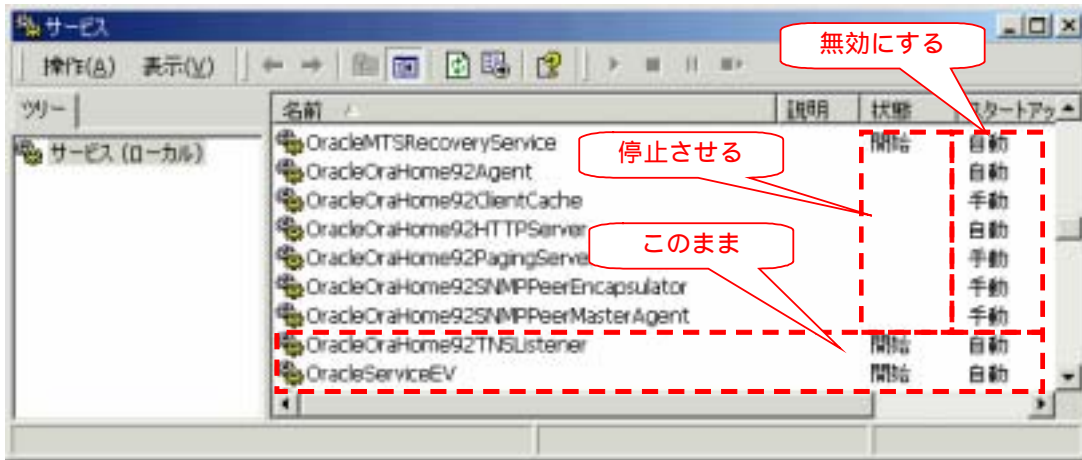 サービス
無効にする
操作(A) 表示(V)
ツリー
名前 説明 状態 スタートアッ
サービス (ローカル)
OracleMTSRecoveryService 開始 自動
停止させる
OracleOraHome92Agent 自動
OracleOraHome92ClientCache 手動
OracleOraHome92HTTPServer 自動
このまま
OracleOraHome92PagingServe 手動
OracleOraHome92SNMPPeerEncapsulator 手動
OracleOraHome92SNMPPeerMasterAgent 手動
OracleOraHome92TNSListener 開始 自動
OracleServiceEV 開始 自動